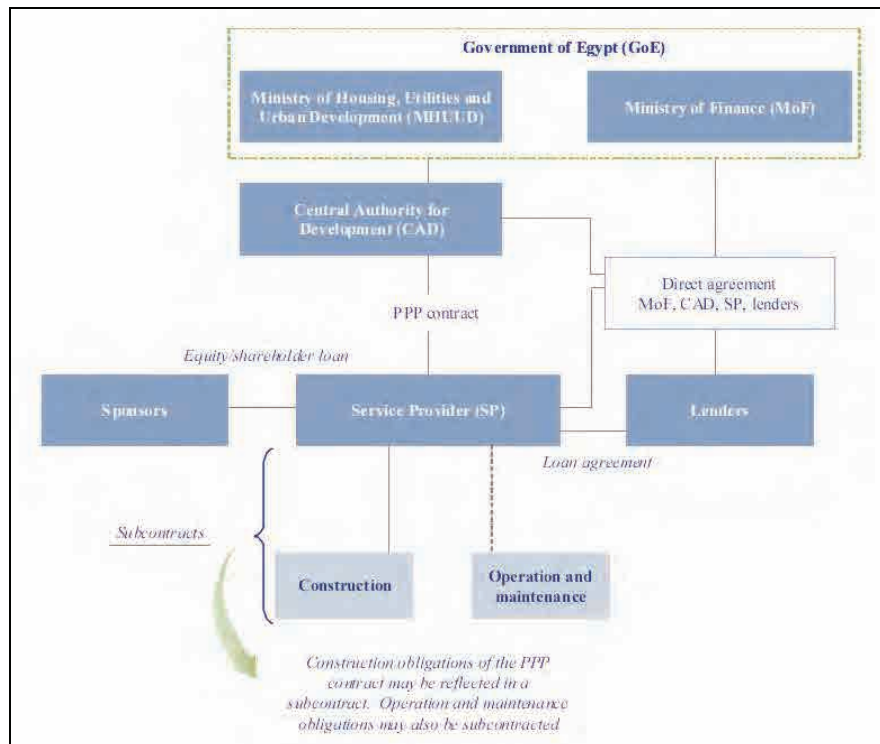 Government of Egypt (GoE)
Ministry of Housing, Utilities and
Urban Development (MHUUD)
Ministry of Finance (MoF)
Central Authority for
Development (CAD)
Direct agreement
MoF, CAD, SP, lenders
PPP contract
Equity shareholder loan
Sponsors
Service Provider (SP)
Lenders
Loan agreement
Subcontracts
Construction
Operation and
maintenance
Construction obligations of the PPP
contract may be reflected in a
subcontract. Operation and maintenance
obligations may also be subcontracted